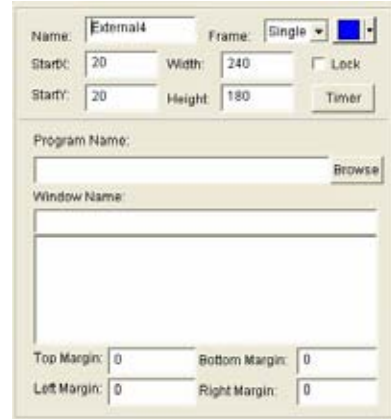 Name: External4 Frame: Single
StartX: 20 Width: 240 Lock
StartY: 20 Height: 180 Timer
Program Name:
Browse
Window Name:
Top Margin: 0 Bottom Margin: 0
Left Margin: 0 Right Margin: 0